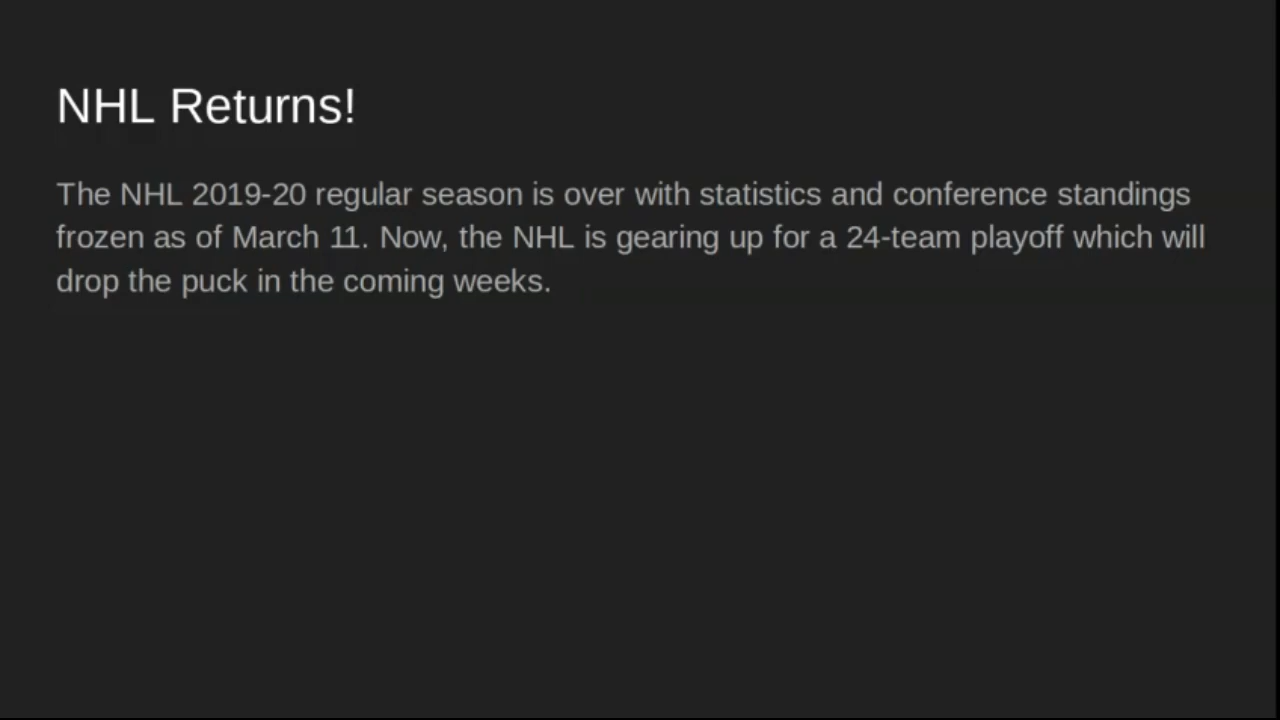 NHL Returns!
The NHL 2019-20 regular season is over with statistics and conference standings
frozen as of March 11. Now, the NHL is gearing up for a 24-team playoff which will
drop the puck in the coming weeks.